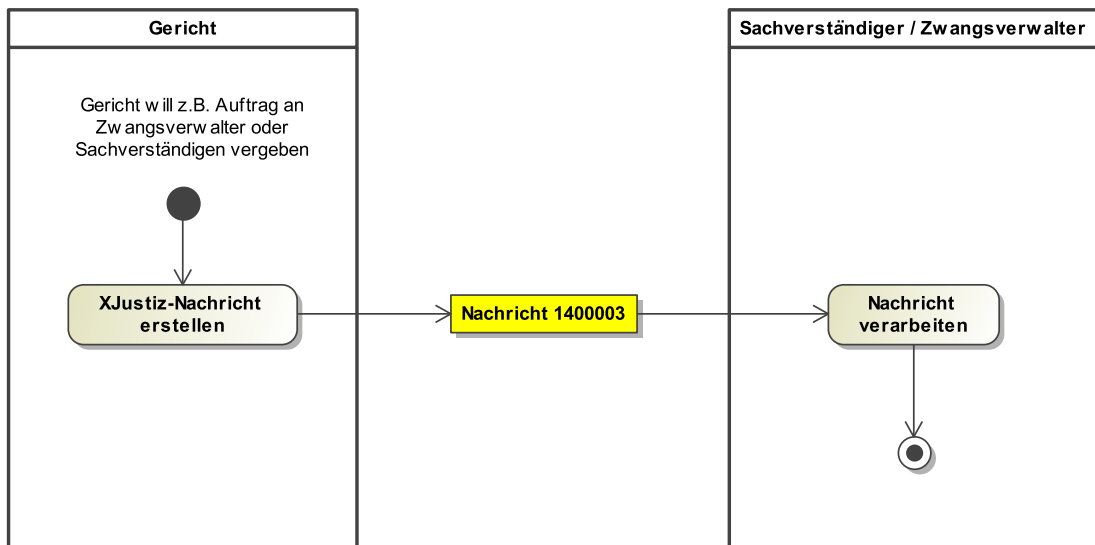 Gericht
Sachverständiger / Zwangsverwalter
Gericht will z.B. Auftrag an
Zwangsverwalter oder
Sachverständigen vergeben
XJustiz-Nachricht
erstellen
Nachricht 1400003
Nachricht
verarbeiten